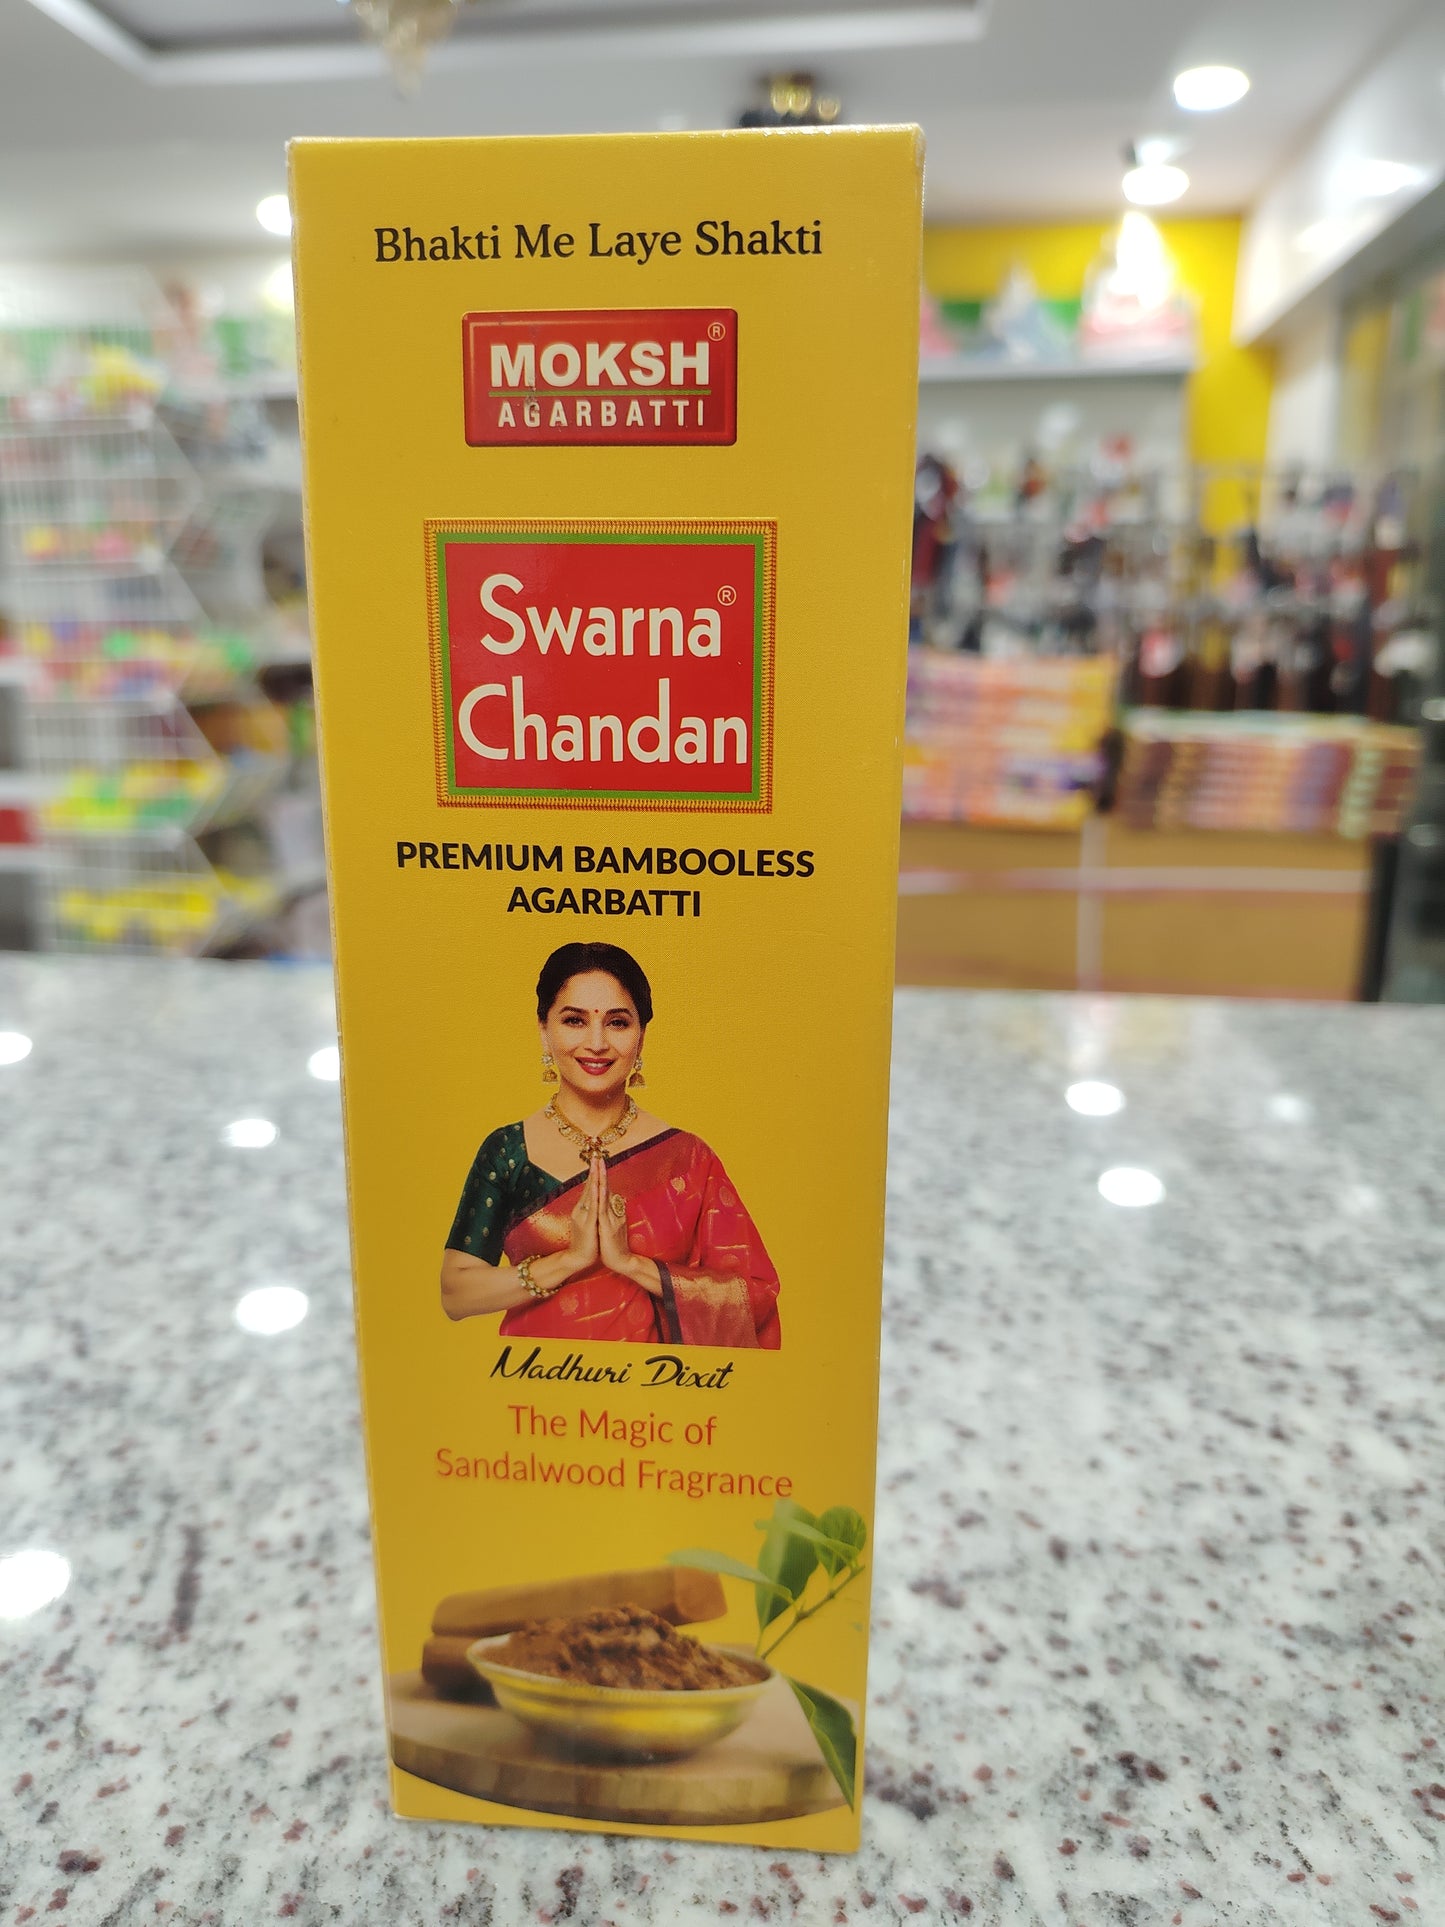 Bhakti Me Laye Shakti
MOKSH®
AGARBATTI
Swarna®
Chandan
PREMIUM BAMBOOLESS
AGARBATTI
Madhuri Dixit
The Magic of
Sandalwood Fragrance